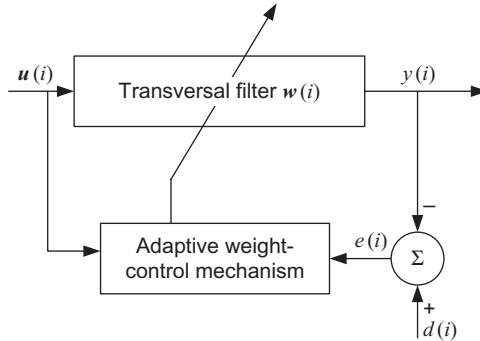 u(i)
Transversal filter w(i)
y(i)
−
Adaptive weight-
control mechanism
e(i)
Σ
+
d(i)